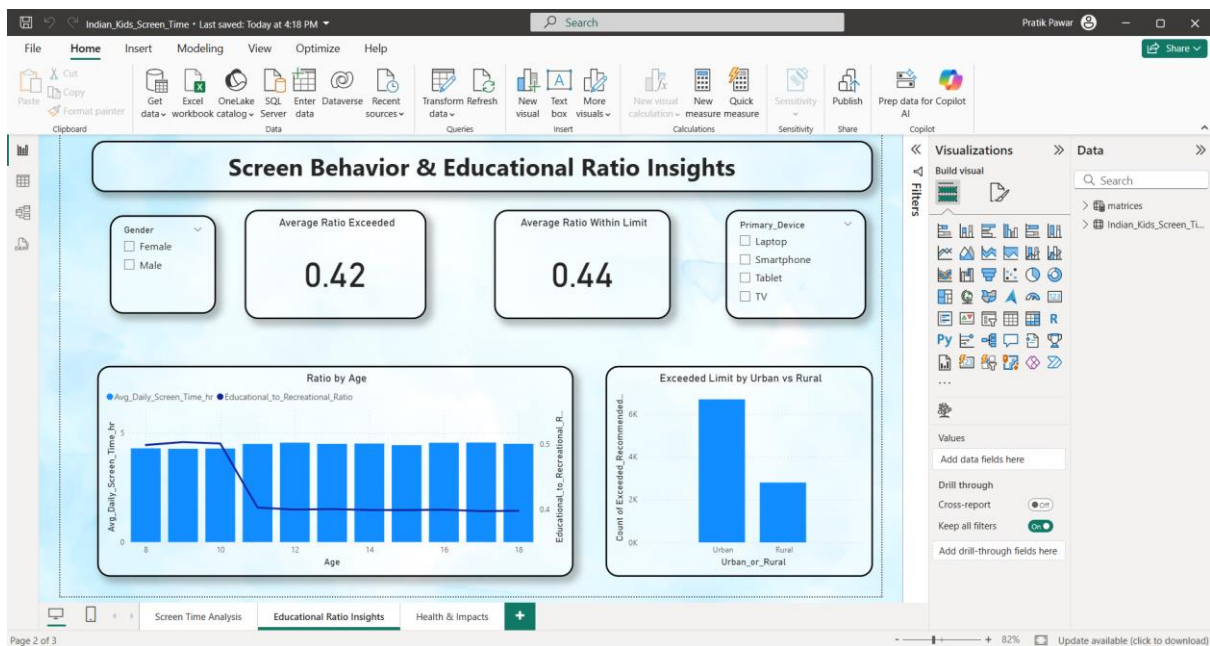 Indian_Kids_Screen_Time • Last saved: Today at 4:18 PM
Search
Pratik Pawar
File Home Insert Modeling View Optimize Help
Share
Paste
Cut
Copy
Format painter
Get data
Excel workbook
OneLake catalog
SQL Server
Enter data
Dataverse
Recent sources
Transform data
Refresh
New visual
Text box
More visuals
New visual calculation
New measure
Quick measure
Sensitivity
Publish
Prep data for AI
Copilot
Clipboard Data Queries Insert Calculations Sensitivity Share Copilot
Screen Behavior & Educational Ratio Insights
Gender
Female
Male
Average Ratio Exceeded
0.42
Average Ratio Within Limit
0.44
Primary_Device
Laptop
Smartphone
Tablet
TV
Ratio by Age
Avg_Daily_Screen_Time_hr Educational_to_Recreational_Ratio
Avg_Daily_Screen_Time_hr
5
0
0.5
0.4
Educational_to_Recreational_R...
8 10 12 14 16 18
Age
Exceeded Limit by Urban vs Rural
Count of Exceeded_Recommended...
6K
4K
2K
0K
Urban Rural
Urban_or_Rural
Filters
Visualizations
Build visual
R
Py
...
Values
Add data fields here
Drill through
Cross-report
Off
Keep all filters
On
Add drill-through fields here
Data
Search
matrices
Indian_Kids_Screen_Ti...
Screen Time Analysis Educational Ratio Insights Health & Impacts +
Page 2 of 3
- + 82% Update available (click to download)